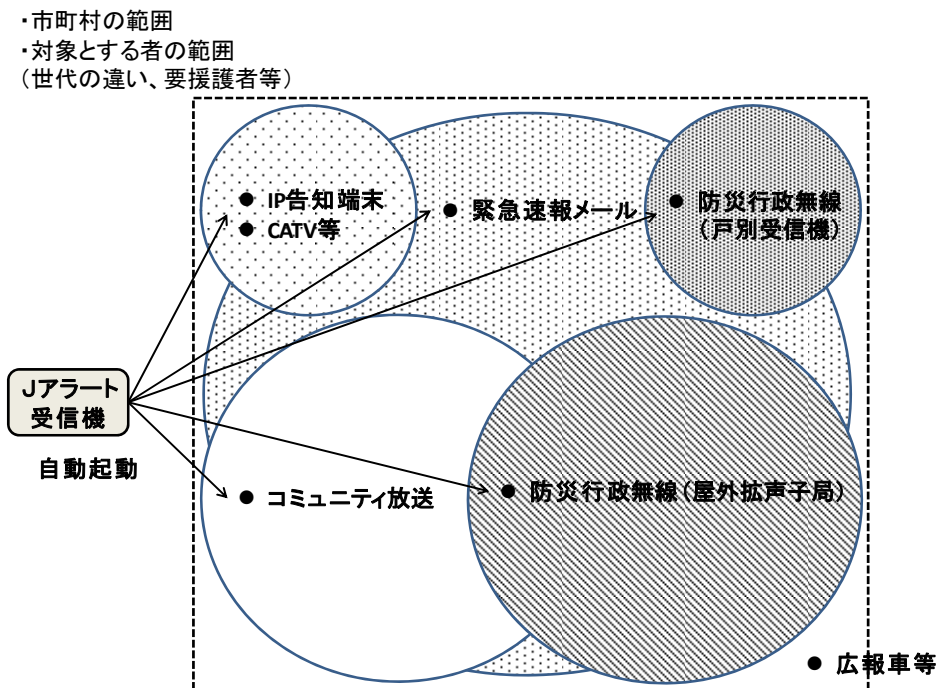 ・市町村の範囲
・対象とする者の範囲
(世代の違い、要援護者等)
● IP告知端末
● CATV等
● 緊急速報メール
● 防災行政無線
(戸別受信機)
Jアラート
受信機
自動起動
● コミュニティ放送
● 防災行政無線(屋外拡声子局)
● 広報車等